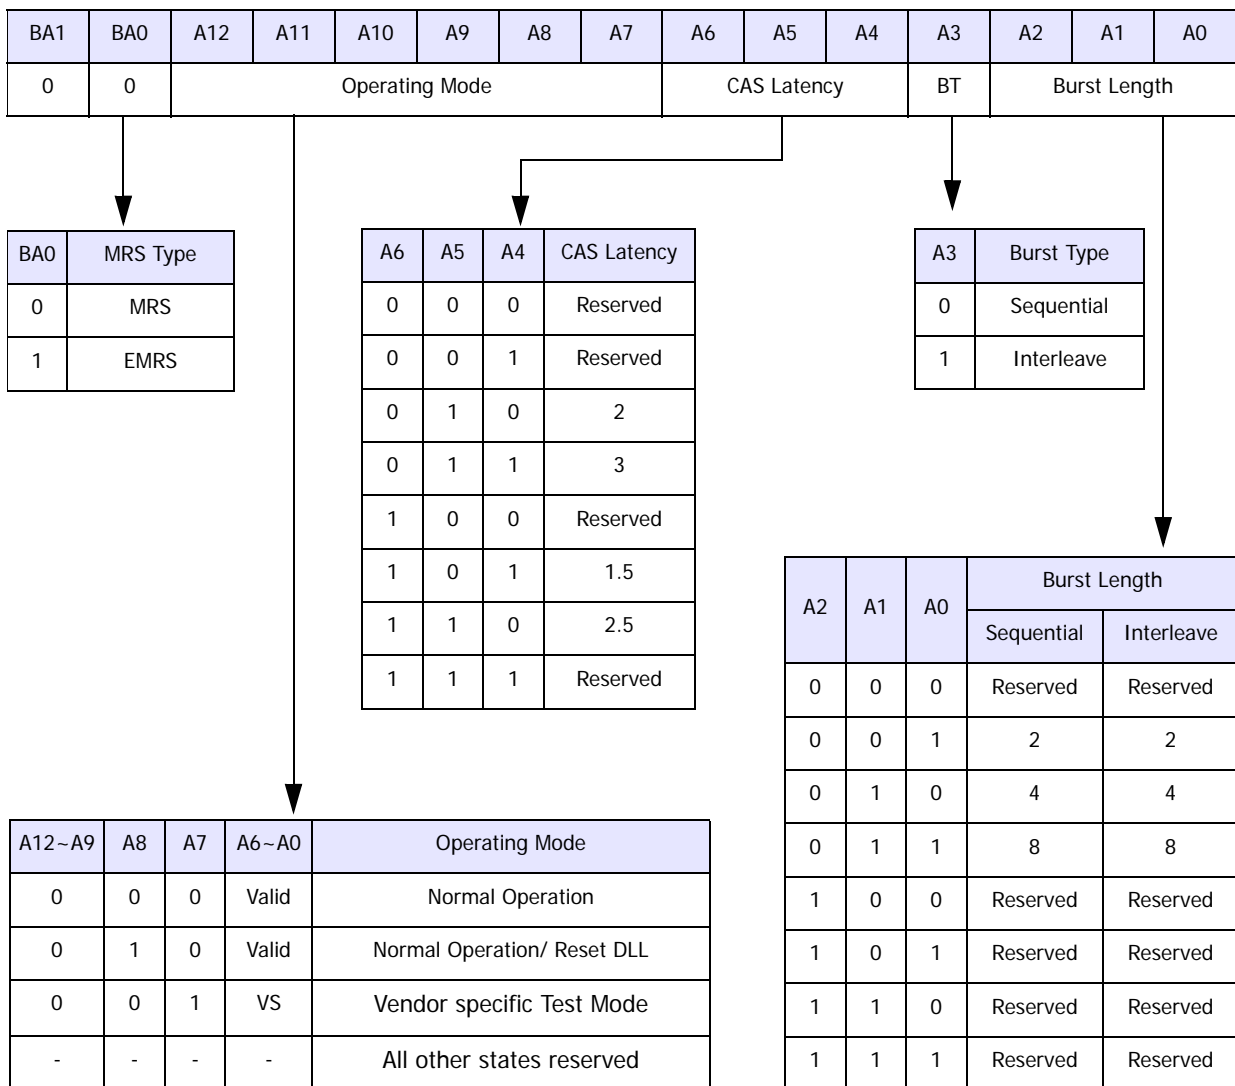 BA1 BA0 A12 A11 A10 A9 A8 A7 A6 A5 A4 A3 A2 A1 A0
0 0 Operating Mode CAS Latency BT Burst Length
BA0 MRS Type
0 MRS
1 EMRS
A6 A5 A4 CAS Latency
0 0 0 Reserved
0 0 1 Reserved
0 1 0 2
0 1 1 3
1 0 0 Reserved
1 0 1 1.5
1 1 0 2.5
1 1 1 Reserved
A3 Burst Type
0 Sequential
1 Interleave
A2 A1 A0 Burst Length
Sequential Interleave
0 0 0 Reserved Reserved
0 0 1 2 2
0 1 0 4 4
0 1 1 8 8
1 0 0 Reserved Reserved
1 0 1 Reserved Reserved
1 1 0 Reserved Reserved
1 1 1 Reserved Reserved
A12~A9 A8 A7 A6~A0 Operating Mode
0 0 0 Valid Normal Operation
0 1 0 Valid Normal Operation/ Reset DLL
0 0 1 VS Vendor specific Test Mode
- - - - All other states reserved